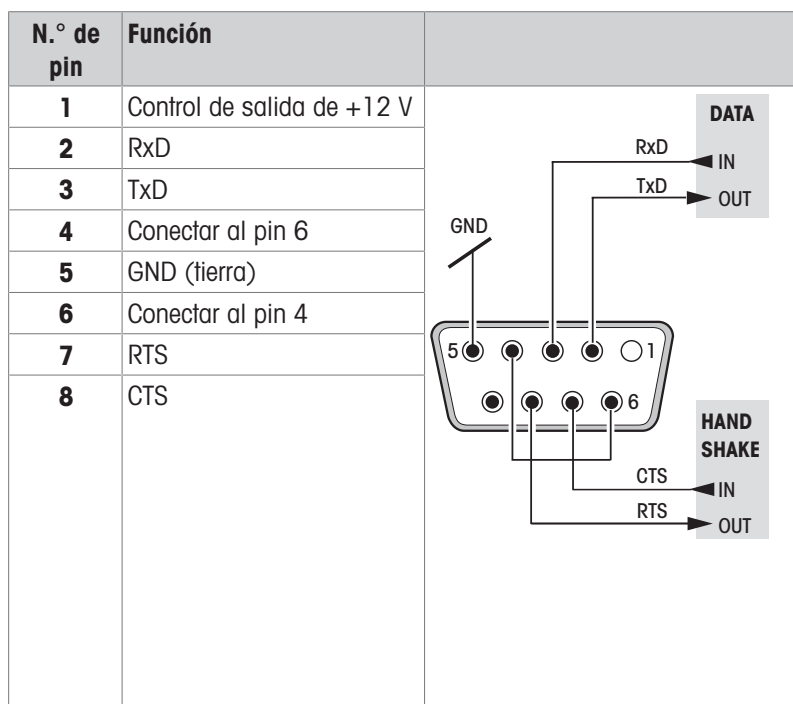 N.° de pin
Función
1 Control de salida de +12 V
2 RxD
3 TxD
4 Conectar al pin 6
5 GND (tierra)
6 Conectar al pin 4
7 RTS
8 CTS
DATA
RxD IN
TxD OUT
GND
5 1
6
HAND
SHAKE
CTS IN
RTS OUT